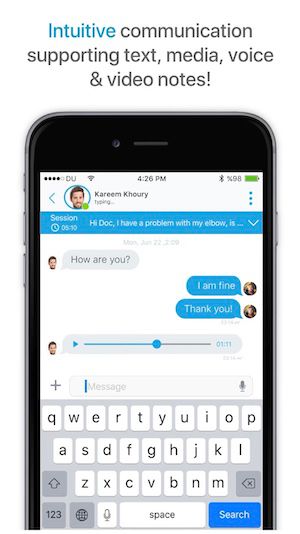 Intuitive communication
supporting text, media, voice
& video notes!
DU 4:26 PM %98
Kareem Khoury
typing...
Session
05:10
Hi Doc, I have a problem with my elbow, is ...
Mon, Jun 22 ,2:09
How are you?
I am fine
Thank you!
01:11
Message
q w e r t y u i o p
a s d f g h j k l
z x c v b n m
123 space Search